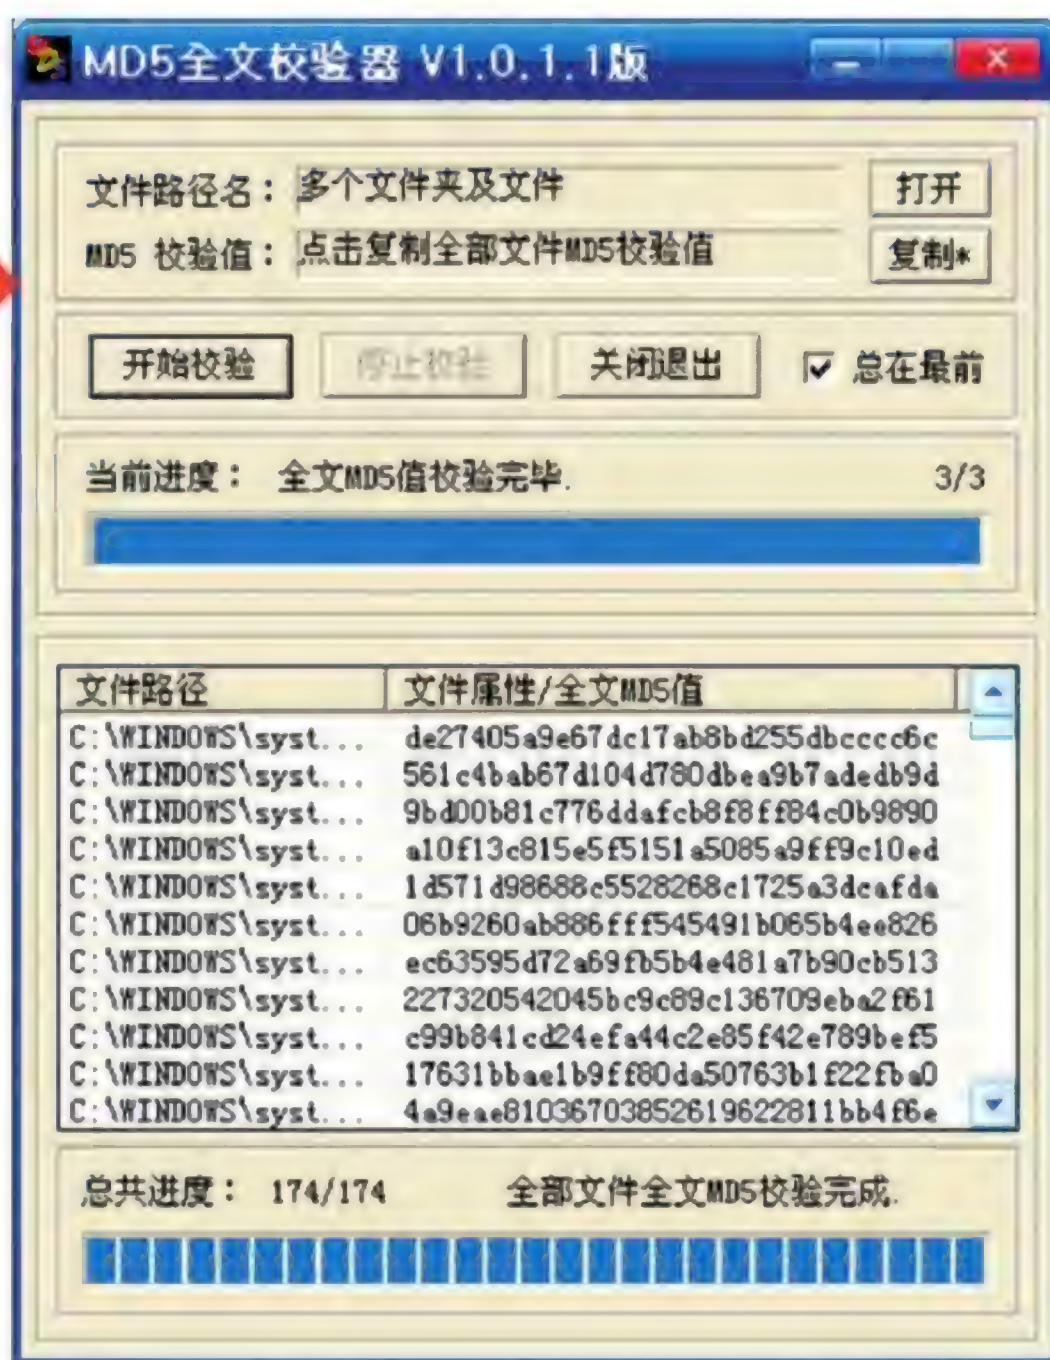 MD5全文校验器 V1.0.1.1版
文件路径名： 多个文件夹及文件 打开
MD5 校验值： 点击复制全部文件MD5校验值 复制*
开始校验 停止校验 关闭退出 总在最前
当前进度： 全文MD5值校验完毕. 3/3
文件路径 文件属性/全文MD5值
C:\WINDOWS\syst... de27405a9e67dc17ab8bd255dbcccc6c
C:\WINDOWS\syst... 561c4bab67d104d780dbea9b7adedb9d
C:\WINDOWS\syst... 9bd00b81c776ddafcb8f8ff84c0b9890
C:\WINDOWS\syst... a10f13c815e5f5151a5085a9ff9c10ed
C:\WINDOWS\syst... 1d571d98688c5528268c1725a3dcafda
C:\WINDOWS\syst... 06b9260ab886fff545491b065b4ee826
C:\WINDOWS\syst... ec63595d72a69fb5b4e481a7b90cb513
C:\WINDOWS\syst... 227320542045bc9c89c136709eba2f61
C:\WINDOWS\syst... c99b841cd24efa44c2e85f42e789bef5
C:\WINDOWS\syst... 17631bbae1b9ff80da50763b1f22fba0
C:\WINDOWS\syst... 4a9eae81036703852619622811bb4f6e
总共进度： 174/174 全部文件全文MD5校验完成.